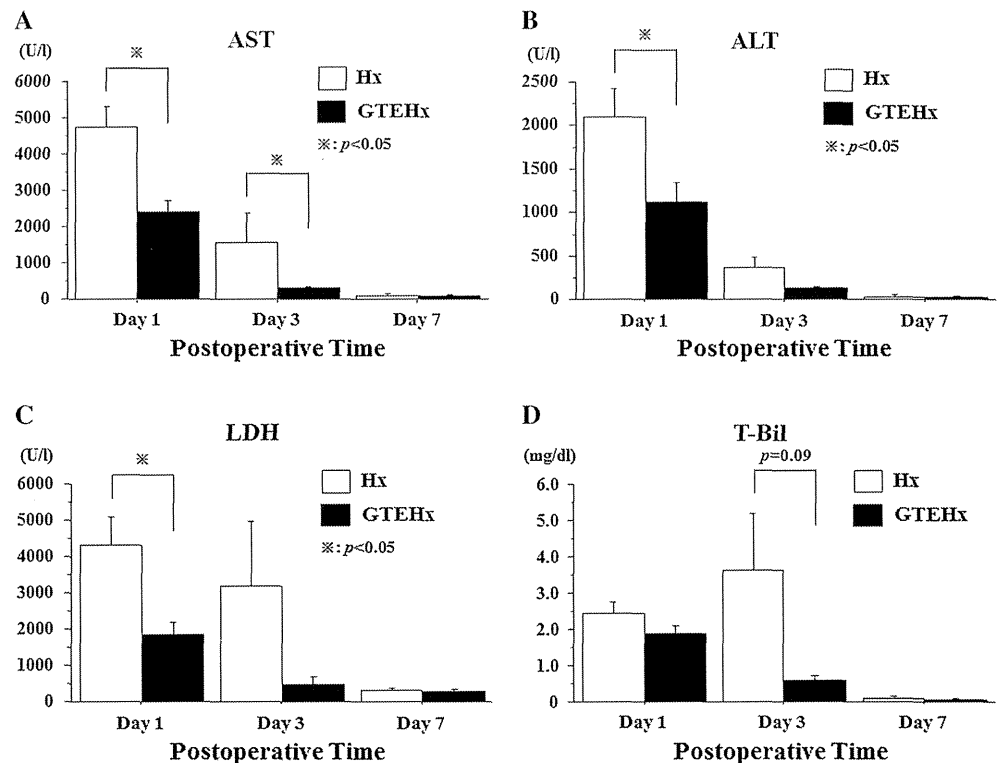 A
AST
(U/l)
※
Hx
GTEHx
※: p<0.05
※
6000
5000
4000
3000
2000
1000
0
Day 1 Day 3 Day 7
Postoperative Time
B
ALT
(U/l)
※
Hx
GTEHx
※: p<0.05
2500
2000
1500
1000
500
0
Day 1 Day 3 Day 7
Postoperative Time
C
LDH
(U/l)
※
Hx
GTEHx
※: p<0.05
6000
5000
4000
3000
2000
1000
0
Day 1 Day 3 Day 7
Postoperative Time
D
T-Bil
(mg/dl)
p=0.09
Hx
GTEHx
6.0
5.0
4.0
3.0
2.0
1.0
0
Day 1 Day 3 Day 7
Postoperative Time